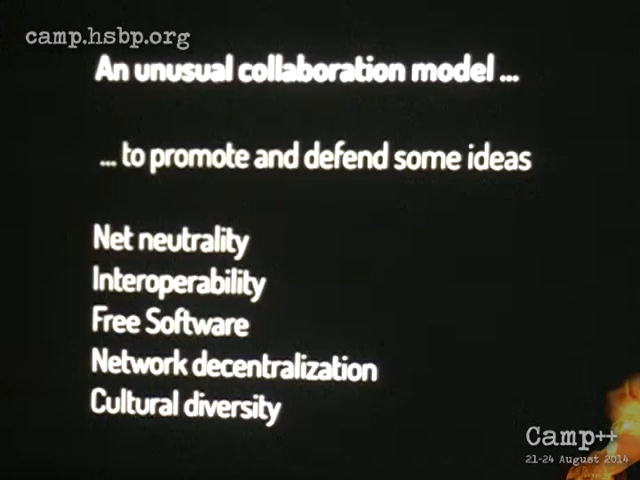 camp.hsbp.org
An unusual collaboration model ...
... to promote and defend some ideas
Net neutrality
Interoperability
Free Software
Network decentralization
Cultural diversity
Camp++
21-24 August 2014